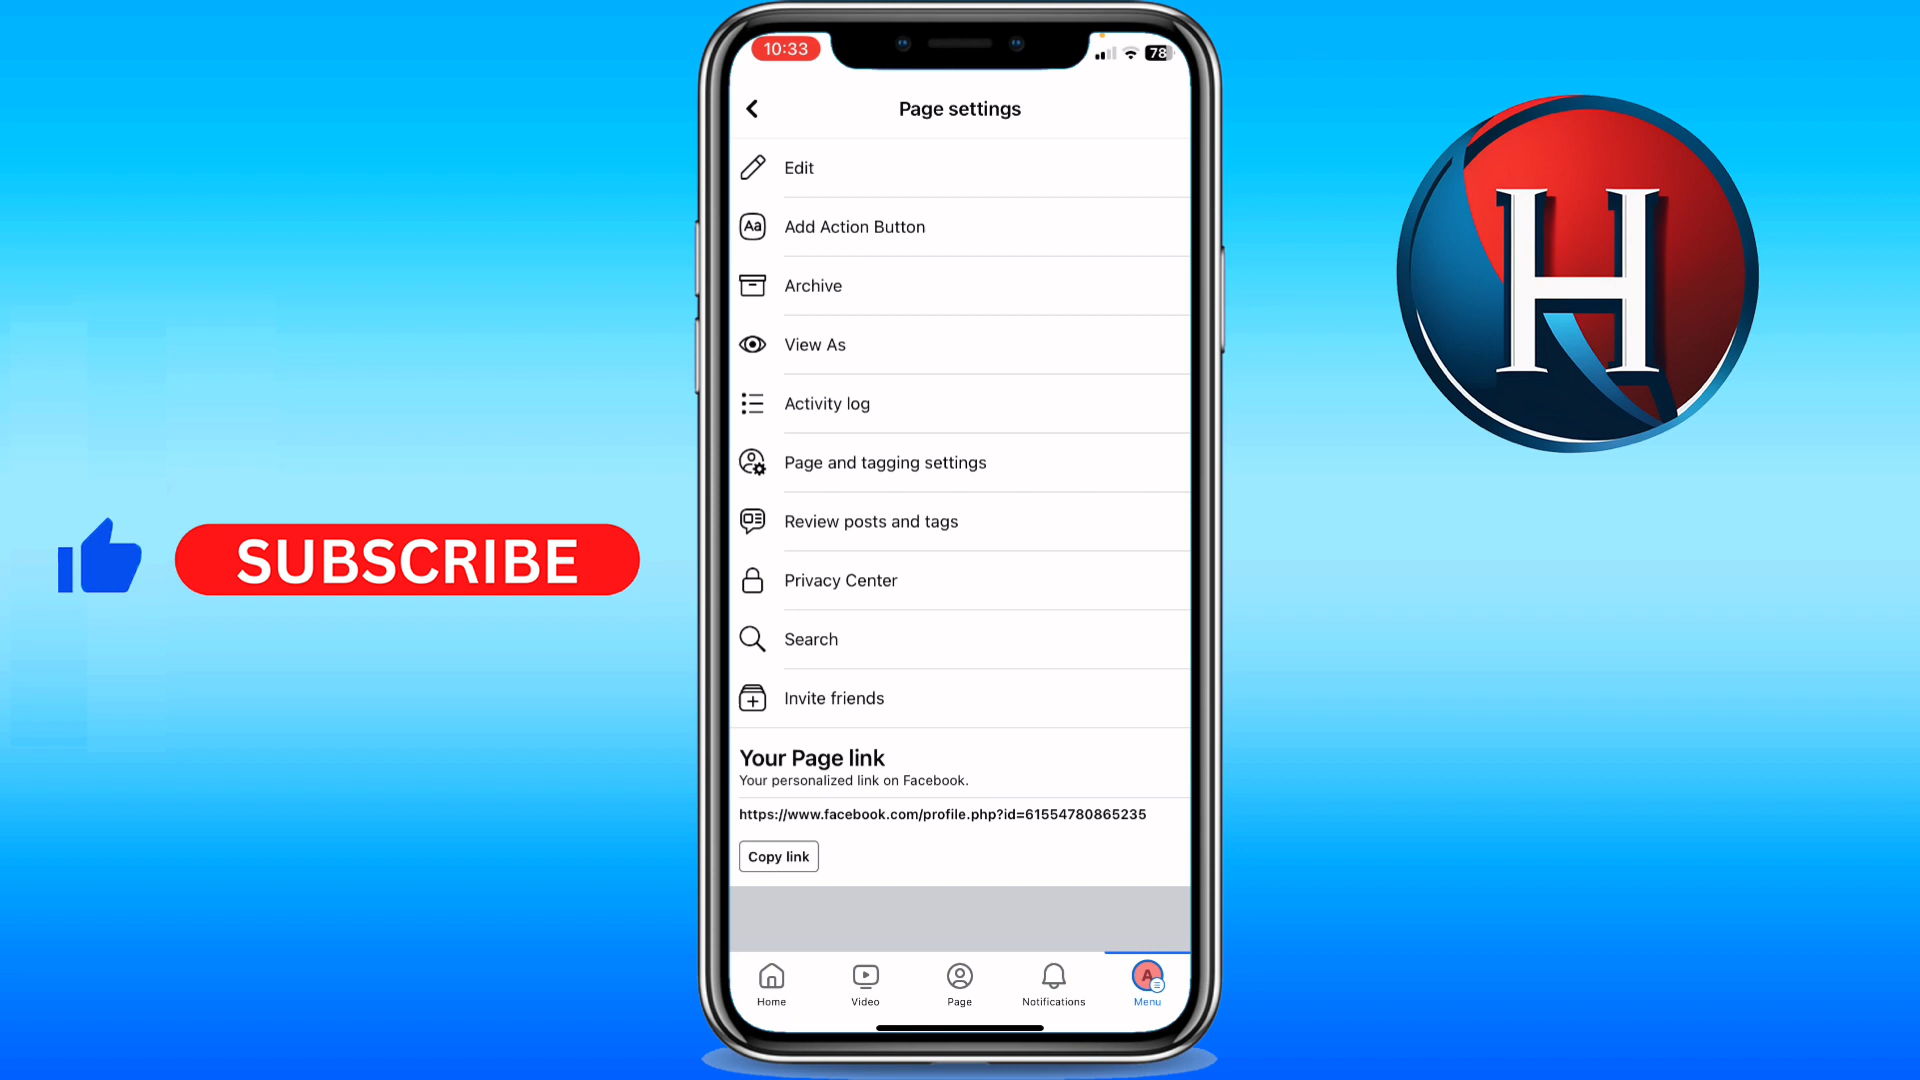 10:33
78
Page settings
Edit
Aa
Add Action Button
Archive
View As
Activity log
Page and tagging settings
Review posts and tags
Privacy Center
Search
Invite friends
Your Page link
Your personalized link on Facebook.
https://www.facebook.com/profile.php?id=61554780865235
Copy link
Home
Video
Page
Notifications
A
Menu
SUBSCRIBE
H